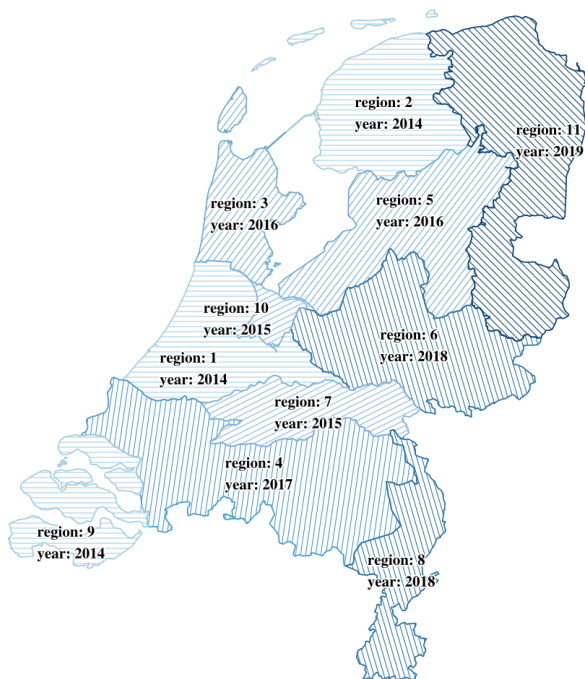 region: 2
year: 2014
region: 11
year: 2019
region: 3
year: 2016
region: 5
year: 2016
region: 10
year: 2015
region: 6
year: 2018
region: 1
year: 2014
region: 7
year: 2015
region: 4
year: 2017
region: 9
year: 2014
region: 8
year: 2018